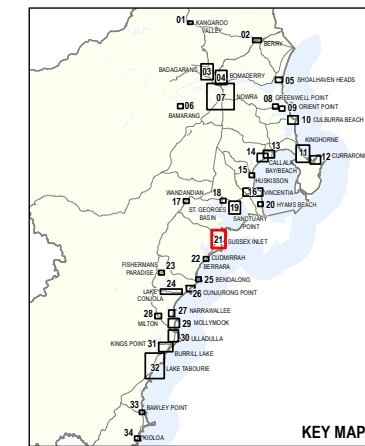 01
KANGAROO
VALLEY
02
BERRY
BADAGARANG
03
04
BOMADERRY
05
SHOALHAVEN HEADS
07
NOWRA
06
BAMARANG
08
GREENWELL POINT
09
ORIENT POINT
10
CULBURRA BEACH
KINGHORNE
11
12
CURRARONG
13
14
CALLALA
BAY/BEACH
15
HUSKISSON
16
VINCENTIA
WANDANDIAN
17
18
19
20
HYAMS BEACH
ST. GEORGES
BASIN
SANCTUARY
POINT
21
SUSSEX INLET
22
CUDMIRRAH
BERRARA
FISHERMANS
PARADISE
23
24
25
BENDALONG
LAKE
CONJOLA
26
CUNJURONG POINT
27
NARRAWALLEE
28
MILTON
29
MOLLYMOOK
30
ULLADULLA
KINGS POINT
31
BURRILL LAKE
32
LAKE TABOURIE
33
BAWLEY POINT
34
KIOLOA
KEY MAP